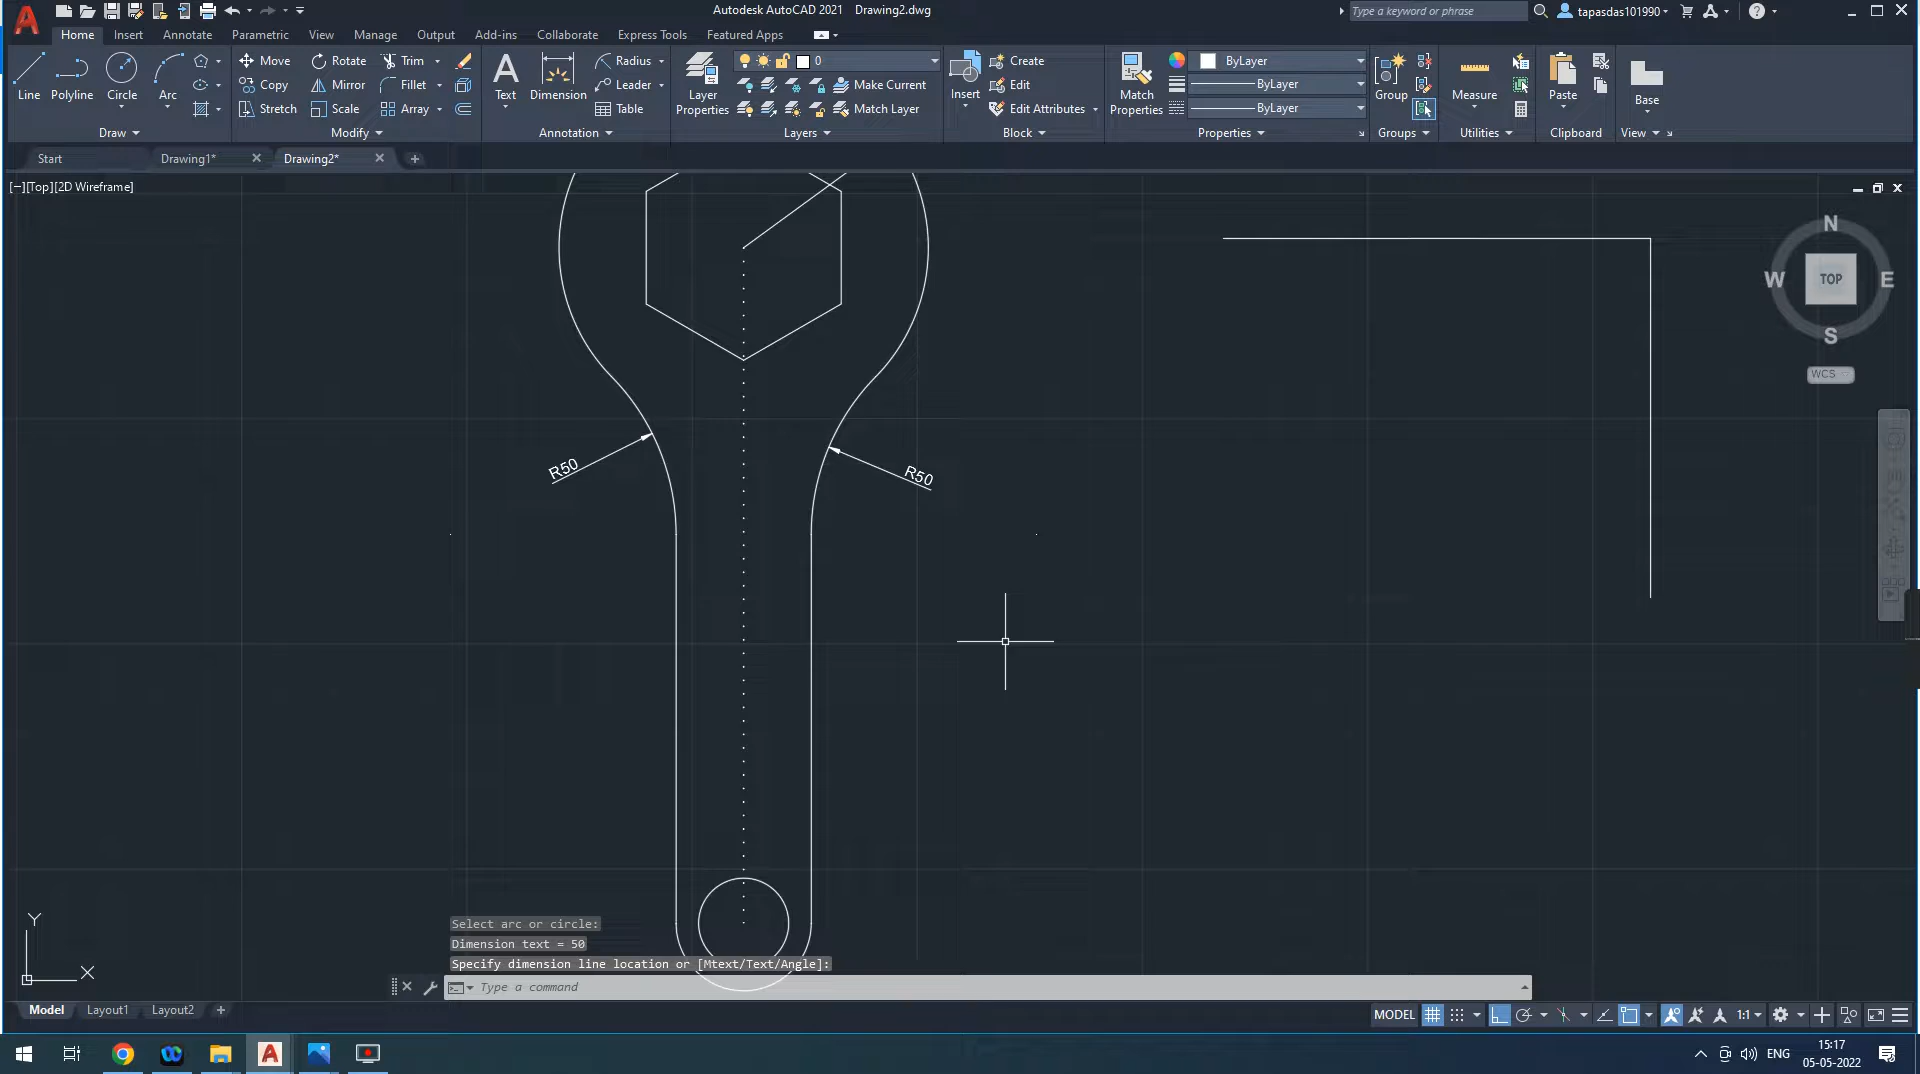 Autodesk AutoCAD 2021 Drawing2.dwg
Type a keyword or phrase
tapasdas101990
Home Insert Annotate Parametric View Manage Output Add-ins Collaborate Express Tools Featured Apps
Line Polyline Circle Arc
Draw
Move Rotate Trim
Copy Mirror Fillet
Stretch Scale Array
Modify
Text Dimension
Radius
Leader
Table
Annotation
Layer Properties
0
Make Current
Match Layer
Layers
Insert
Create
Edit
Edit Attributes
Block
Match Properties
ByLayer
ByLayer
ByLayer
Properties
Group
Groups
Measure
Utilities
Paste
Clipboard
Base
View
Start Drawing1* Drawing2*
[−][Top][2D Wireframe]
N
W TOP E
S
WCS
R50
R50
Y
X
Select arc or circle:
Dimension text = 50
Specify dimension line location or [Mtext/Text/Angle]:
Type a command
Model Layout1 Layout2
MODEL
1:1
ENG
15:17
05-05-2022